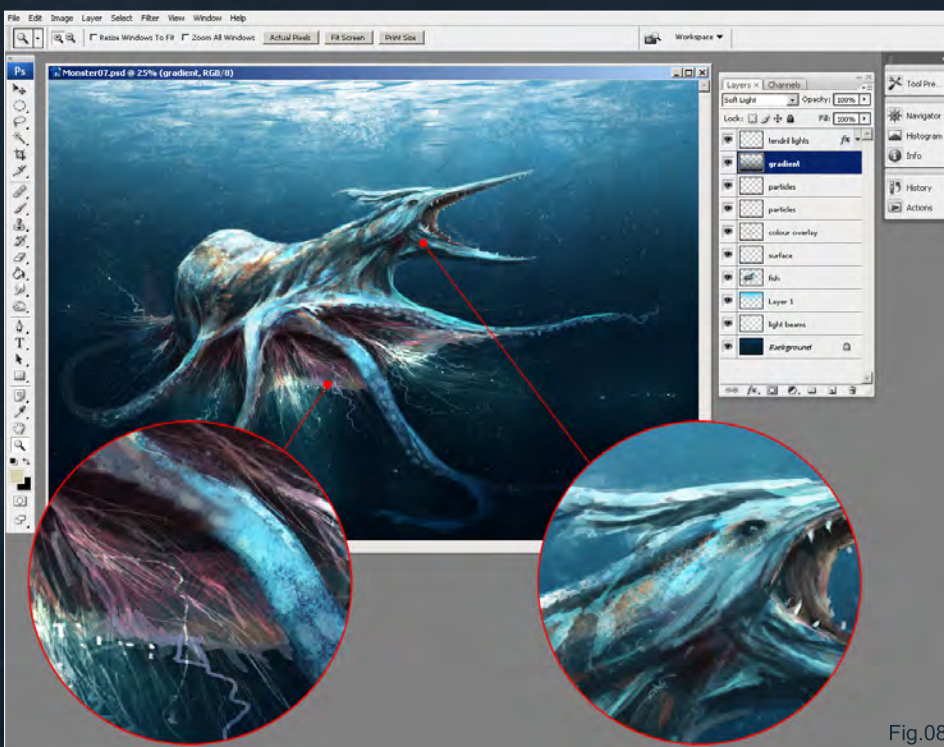 File Edit Image Layer Select Filter View Window Help
Resize Windows To Fit Zoom All Windows Actual Pixels Fit Screen Print Size Workspace
Ps
Monster07.psd @ 25% (gradient, RGB/8)
Layers × Channels
Soft Light Opacity: 100%
Lock: Fill: 100%
tendril lights fx
gradient
particles
particles
colour overlay
surface
fish
Layer 1
light beams
Background
Tool Pre...
Navigator
Histogram
Info
History
Actions
T
fx
Fig.08